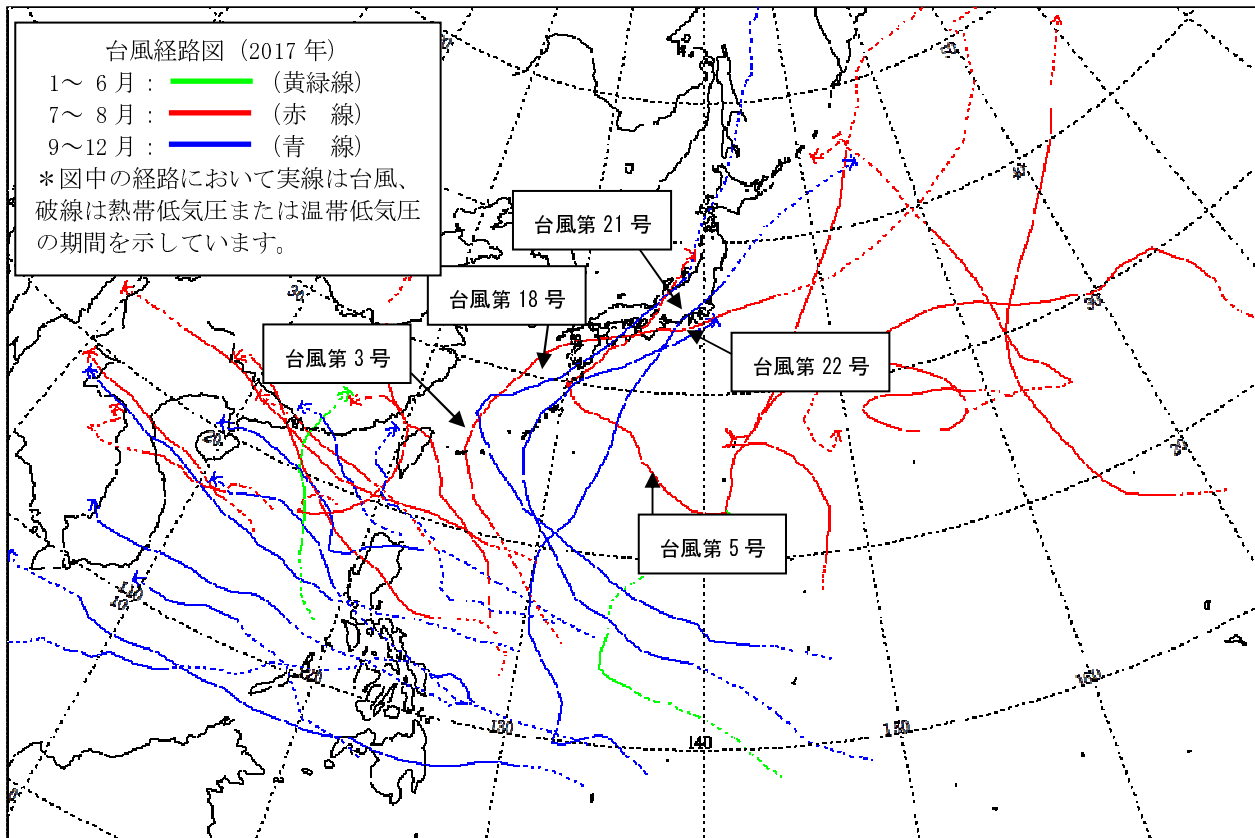 台風経路図（2017 年）
1～ 6 月：（黄緑線）
7～ 8 月：（赤　線）
9～12 月：（青　線）
＊図中の経路において実線は台風、
破線は熱帯低気圧または温帯低気圧
の期間を示しています。
台風第 21 号
台風第 18 号
台風第 3 号
台風第 22 号
台風第 5 号
30
20
10
130
140
150
160